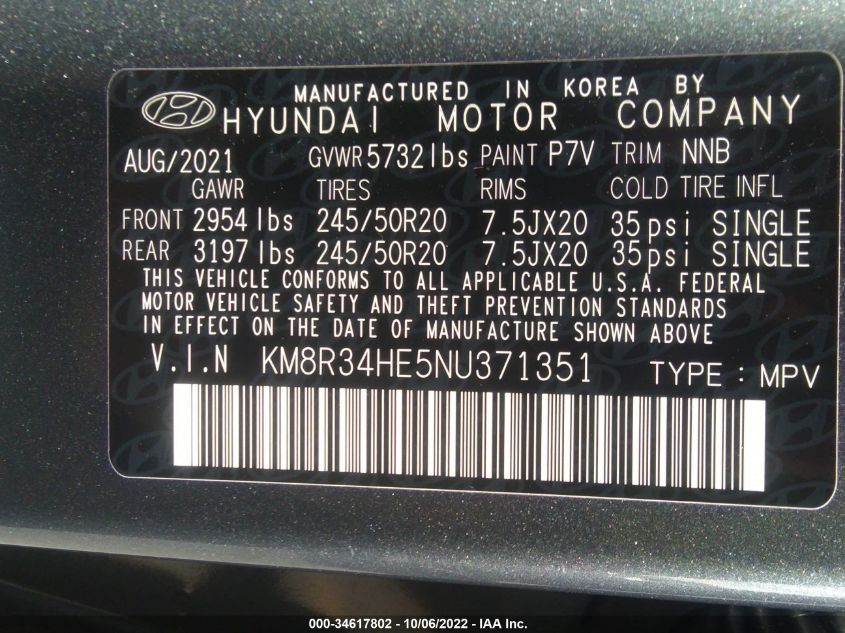 MANUFACTURED IN KOREA BY
HYUNDAI MOTOR COMPANY
AUG/2021 GVWR 5732lbs PAINT P7V TRIM NNB
GAWR TIRES RIMS COLD TIRE INFL
FRONT 2954 lbs 245/50R20 7.5JX20 35psi SINGLE
REAR 3197 lbs 245/50R20 7.5JX20 35psi SINGLE
THIS VEHICLE CONFORMS TO ALL APPLICABLE U.S.A. FEDERAL
MOTOR VEHICLE SAFETY AND THEFT PREVENTION STANDARDS
IN EFFECT ON THE DATE OF MANUFACTURE SHOWN ABOVE
V.I.N KM8R34HE5NU371351 TYPE : MPV
000-34617802 - 10/06/2022 - IAA Inc.